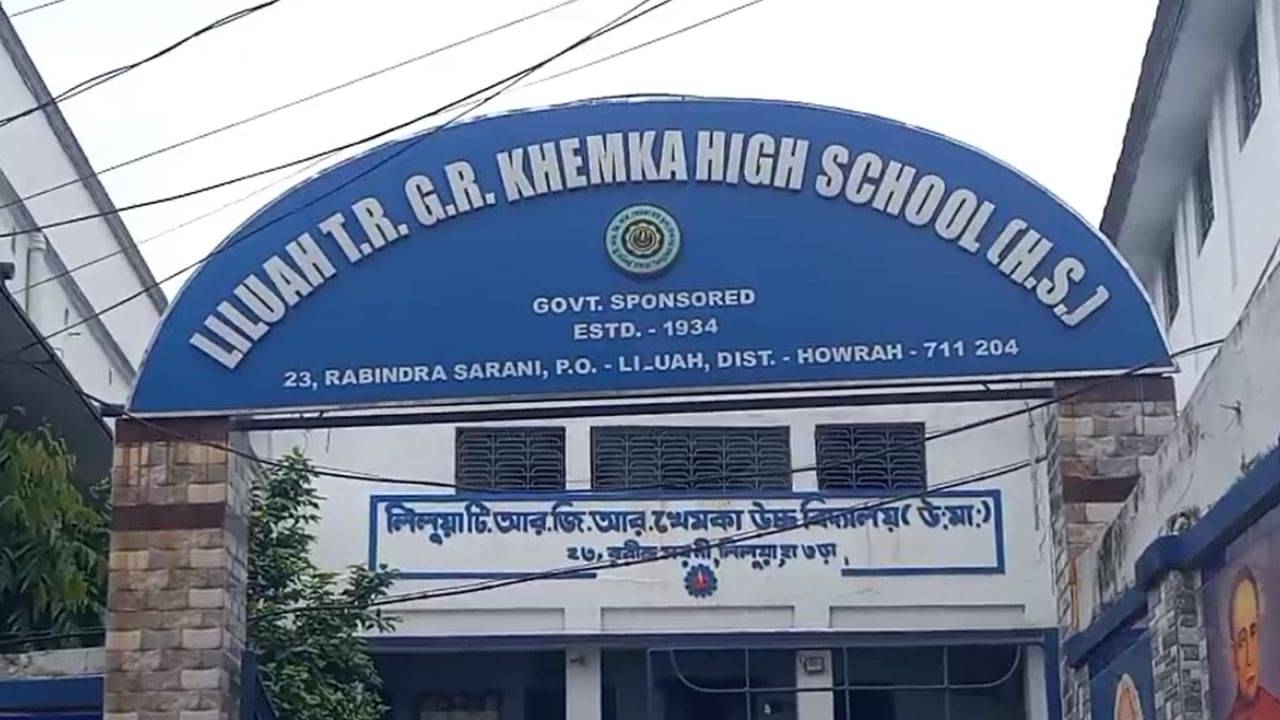 LILUAH T.R. G.R. KHEMKA HIGH SCHOOL (H.S.)
GOVT. SPONSORED
ESTD. - 1934
23, RABINDRA SARANI, P.O. - LILUAH, DIST. - HOWRAH - 711 204
লিলুয়া টি.আর.জি.আর.খেমকা উচ্চ বিদ্যালয় ( উ:মা:)
২৩, রবীন্দ্র সরণী, লিলুয়া, হাওড়া